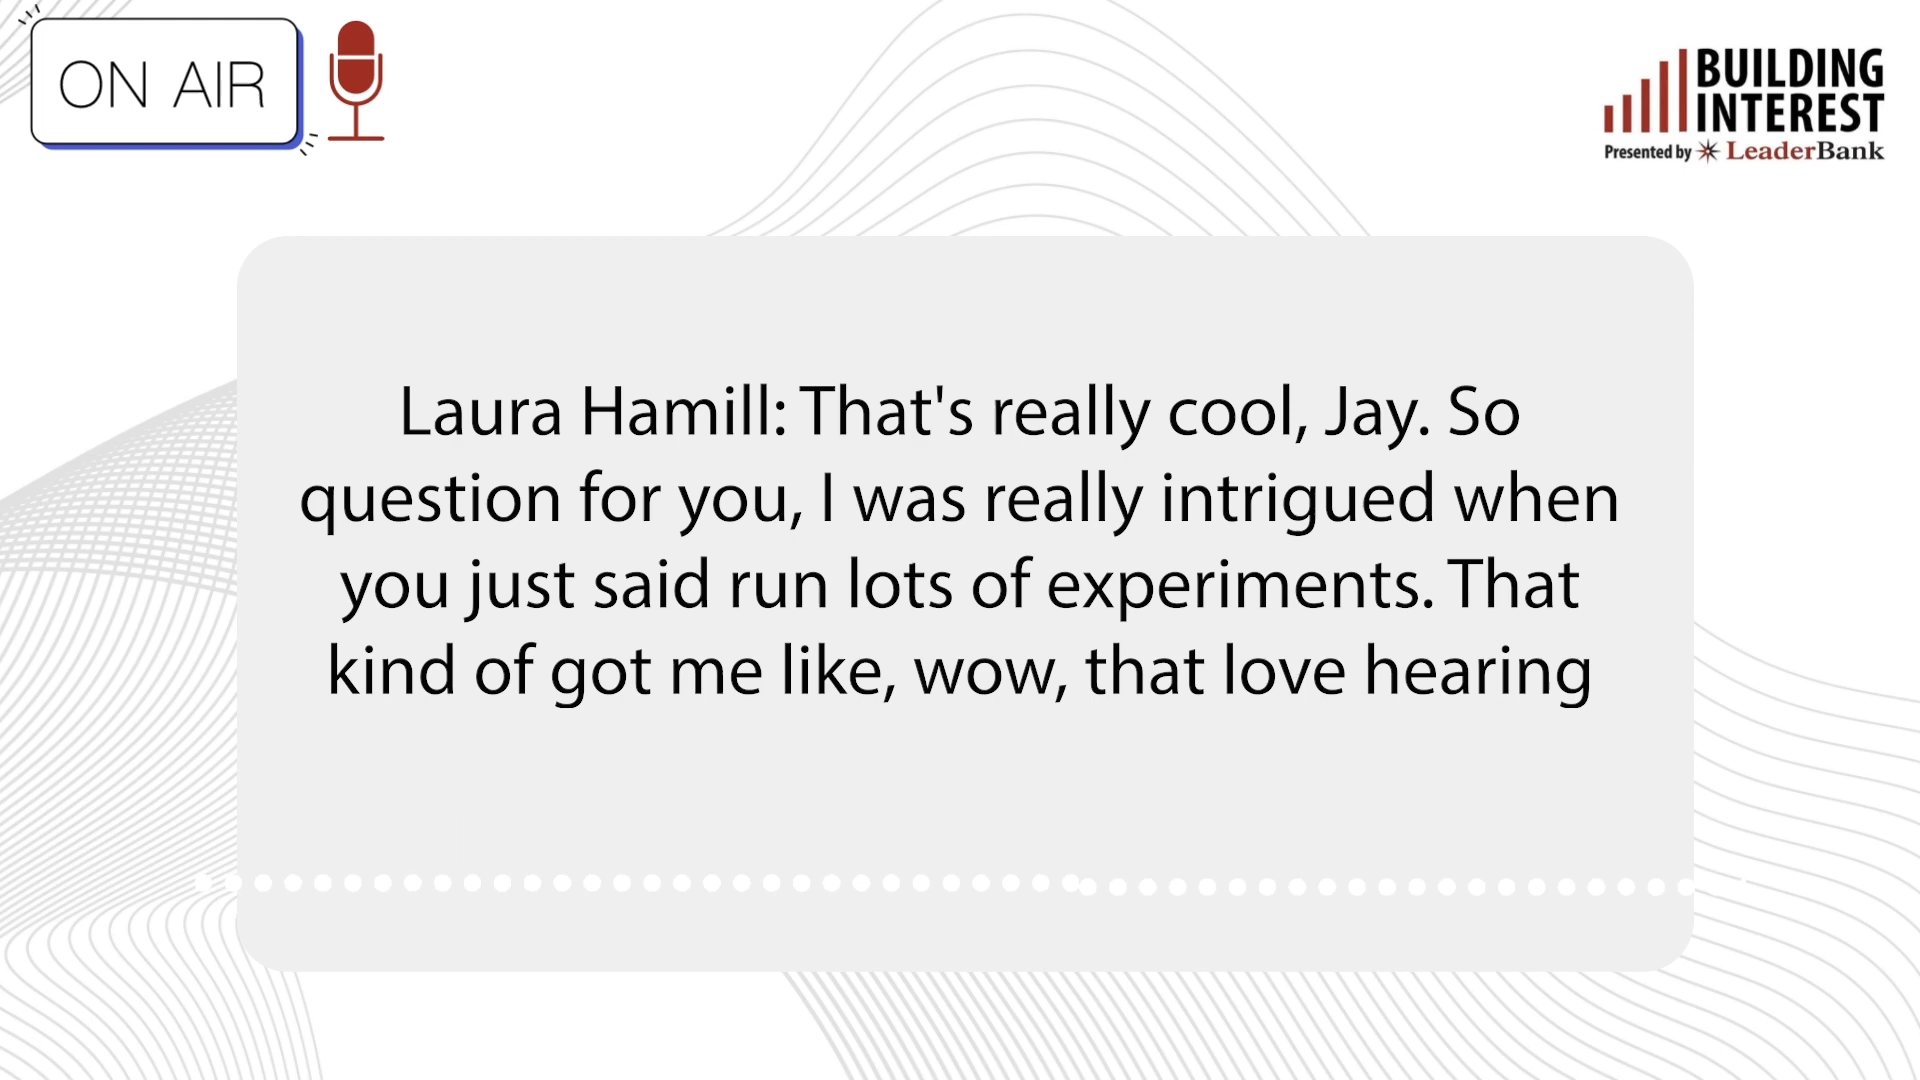 ON AIR
BUILDING
INTEREST
Presented by LeaderBank
Laura Hamill: That's really cool, Jay. So
question for you, I was really intrigued when
you just said run lots of experiments. That
kind of got me like, wow, that love hearing